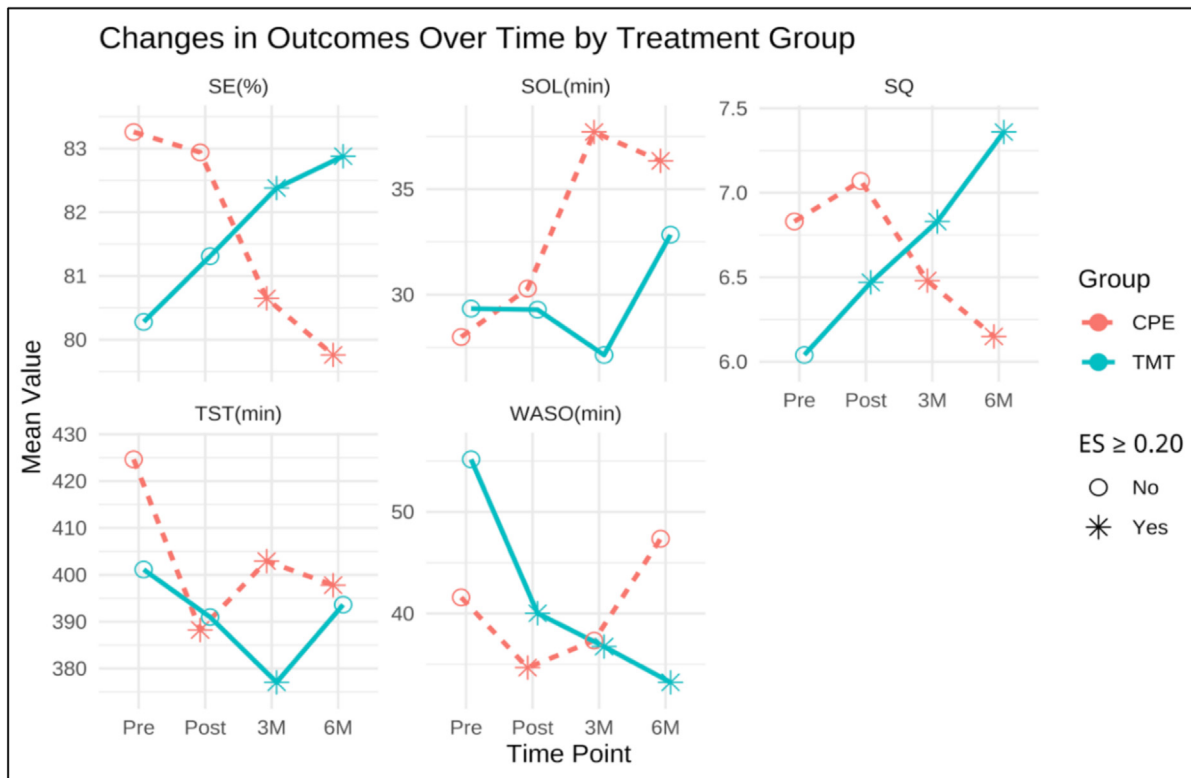 Changes in Outcomes Over Time by Treatment Group
SE(%)
SOL(min)
SQ
83
82
81
80
35
30
7.5
7.0
6.5
6.0
Pre
Post
3M
6M
TST(min)
WASO(min)
430
420
410
400
390
380
50
40
Pre
Post
3M
6M
Pre
Post
3M
6M
Mean Value
Time Point
Group
CPE
TMT
ES ≥ 0.20
No
Yes